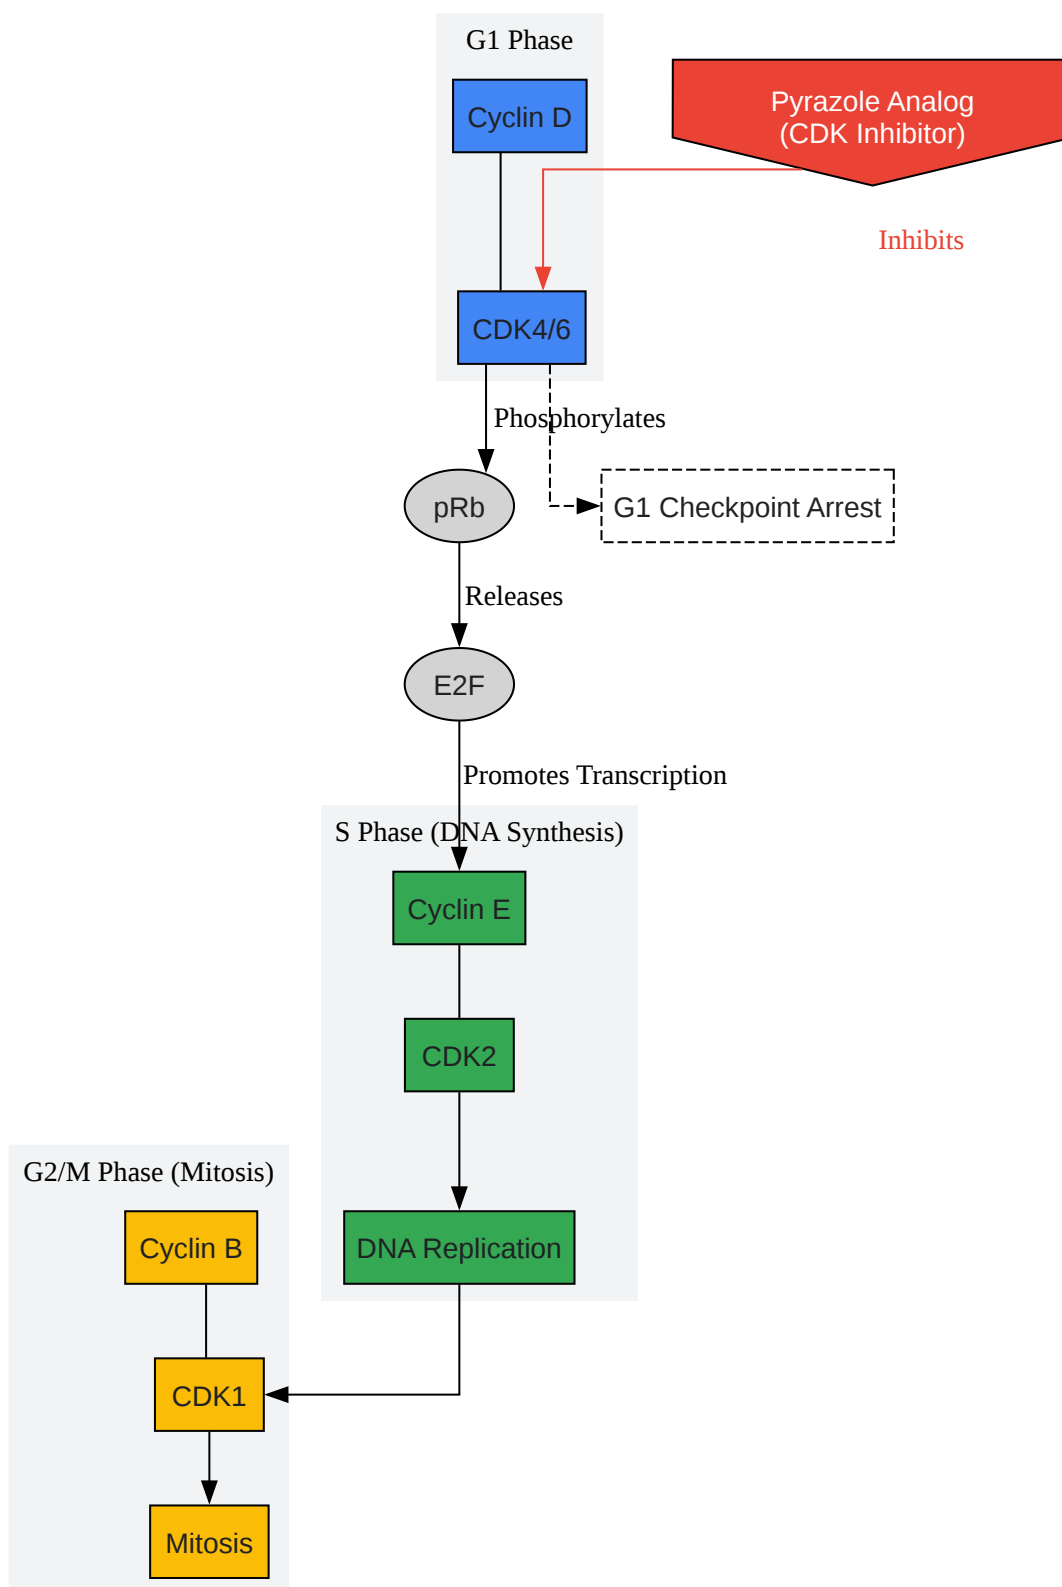 G1 Phase
Cyclin D
Pyrazole Analog
(CDK Inhibitor)
Inhibits
CDK4/6
Phosphorylates
pRb
G1 Checkpoint Arrest
Releases
E2F
Promotes Transcription
S Phase (DNA Synthesis)
Cyclin E
CDK2
G2/M Phase (Mitosis)
Cyclin B
DNA Replication
CDK1
Mitosis